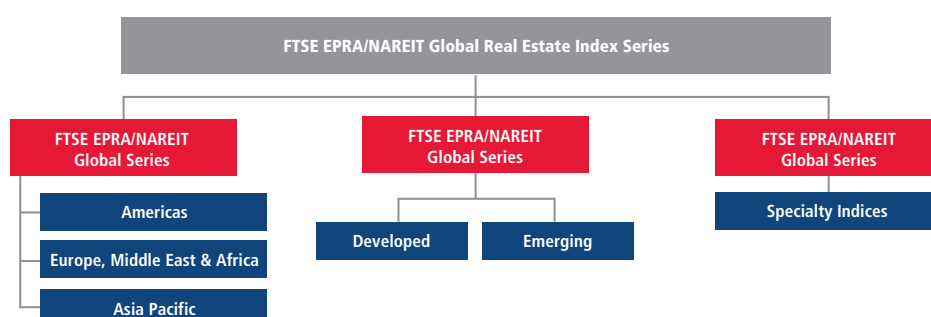 FTSE EPRA/NAREIT Global Real Estate Index Series
FTSE EPRA/NAREIT
Global Series
Americas
Europe, Middle East & Africa
Asia Pacific
FTSE EPRA/NAREIT
Global Series
Developed
Emerging
FTSE EPRA/NAREIT
Global Series
Specialty Indices